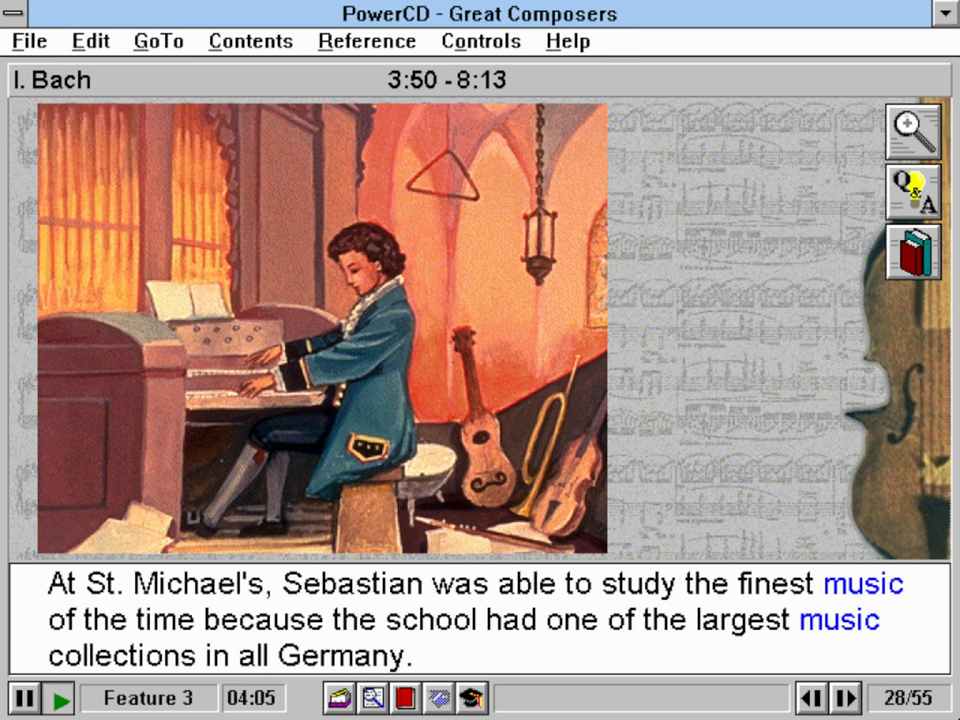 PowerCD - Great Composers
File Edit GoTo Contents Reference Controls Help
I. Bach 3:50 - 8:13
Q & A
At St. Michael's, Sebastian was able to study the finest music
of the time because the school had one of the largest music
collections in all Germany.
Feature 3 04:05 28/55